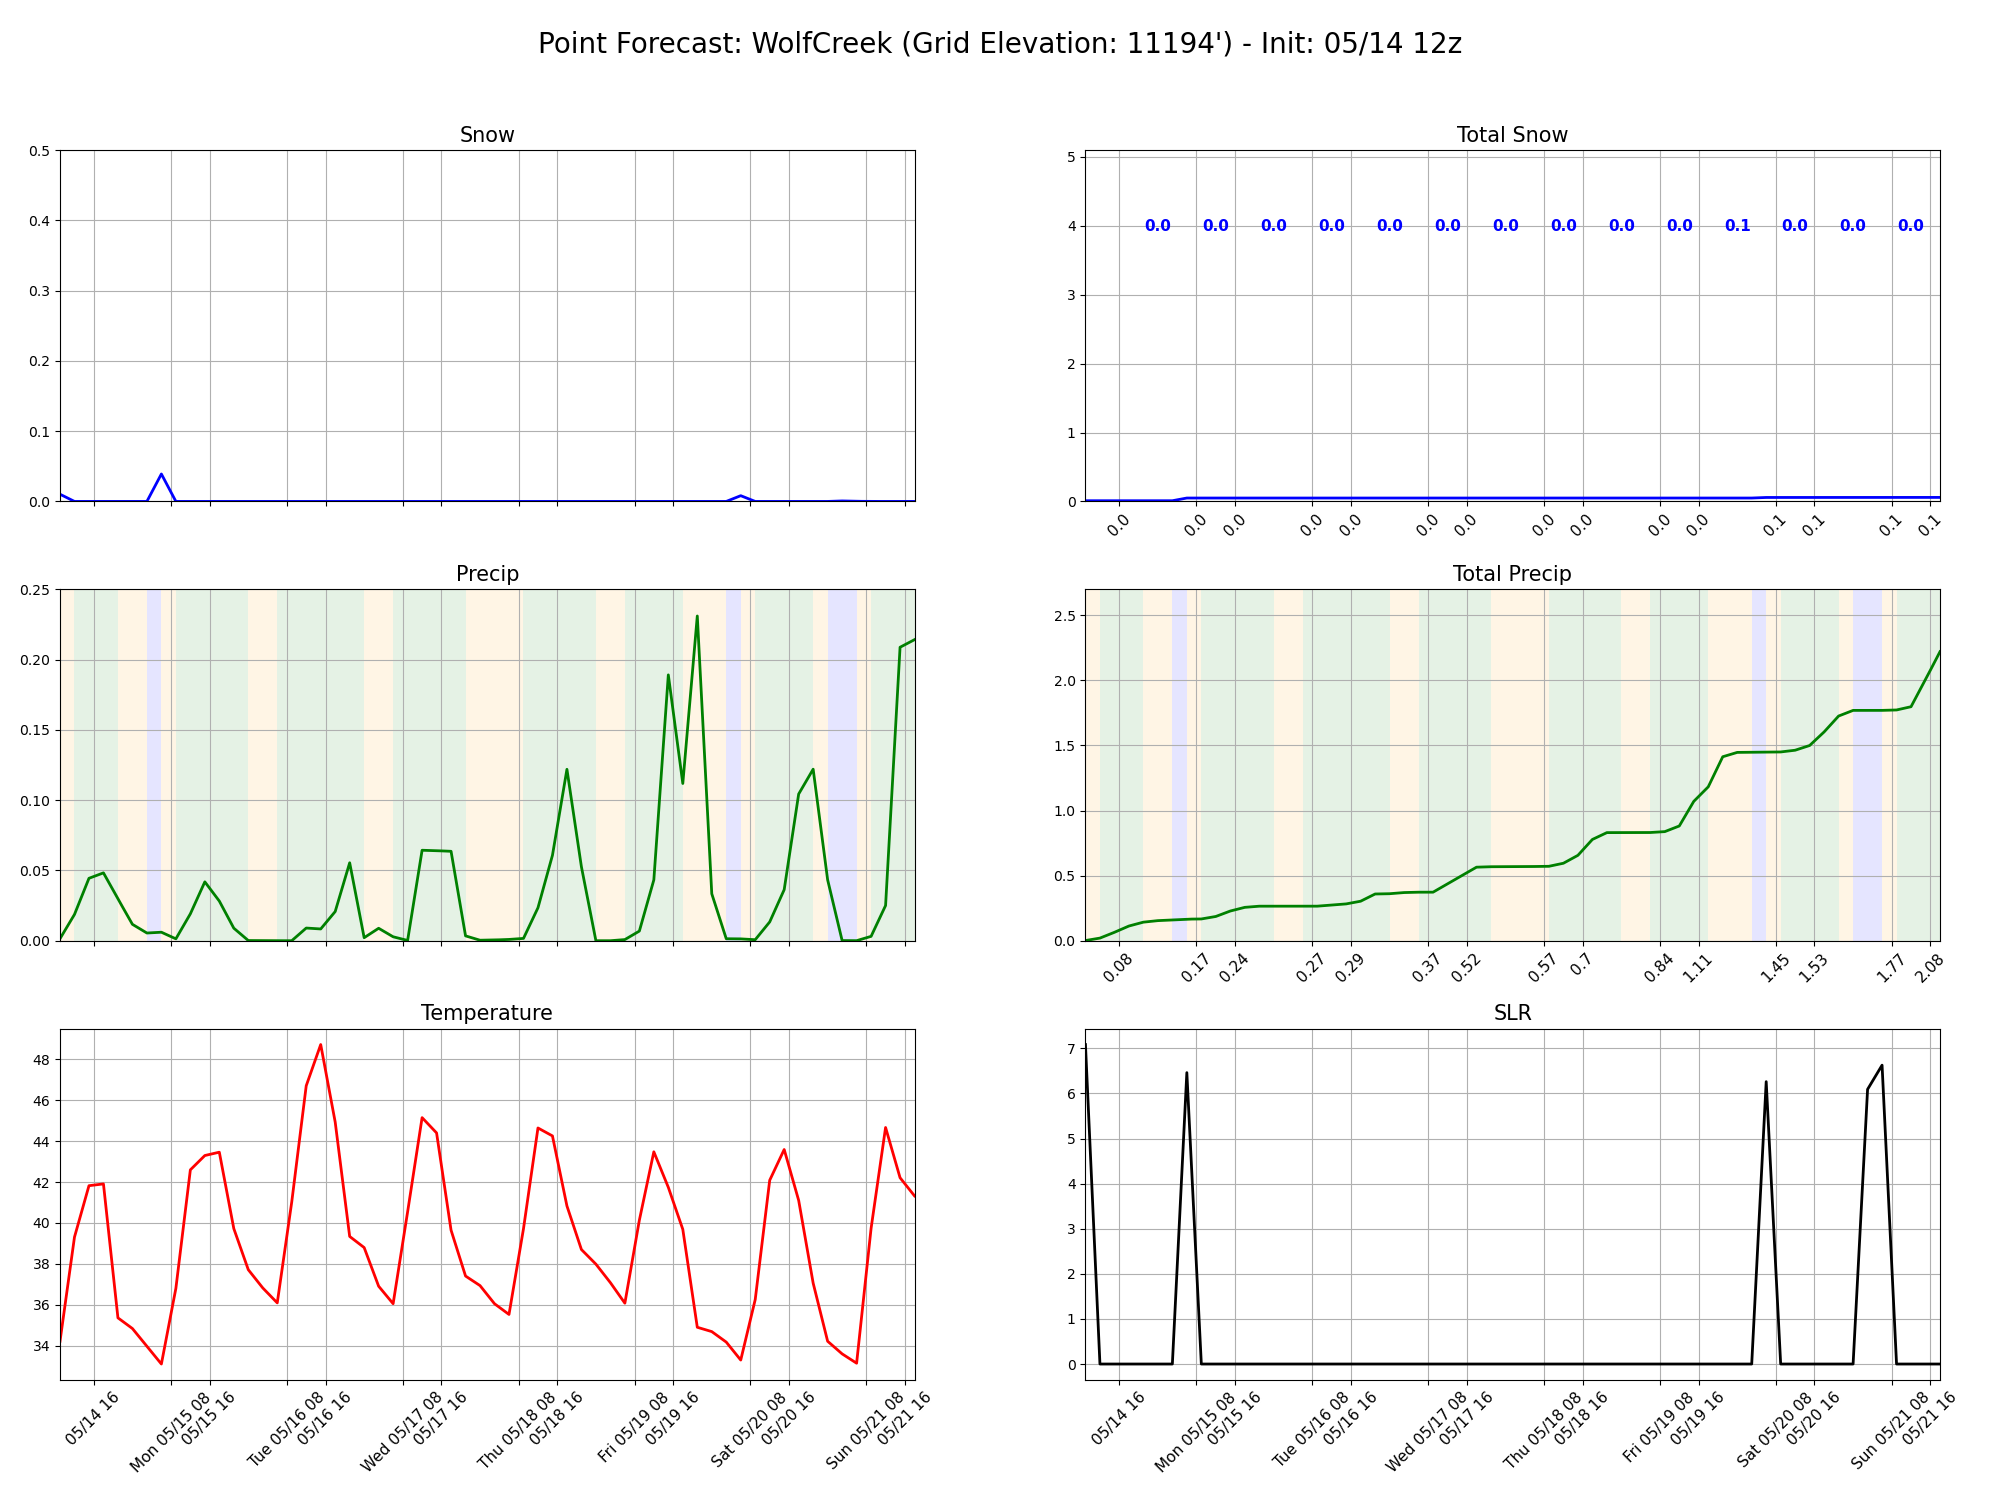 Point Forecast: WolfCreek (Grid Elevation: 11194') - Init: 05/14 12z
Snow
0.5
0.4
0.3
0.2
0.1
0.0
Total Snow
5
4
3
2
1
0
0.0 0.0 0.0 0.0 0.0 0.0 0.0 0.0 0.0 0.0 0.1 0.0 0.0 0.0
0.0 0.0 0.0 0.0 0.0 0.0 0.0 0.0 0.0 0.0 0.0 0.1 0.1 0.1 0.1
Precip
0.25
0.20
0.15
0.10
0.05
0.00
Total Precip
2.5
2.0
1.5
1.0
0.5
0.0
0.08 0.17 0.24 0.27 0.29 0.37 0.52 0.57 0.7 0.84 1.11 1.45 1.53 1.77 2.08
Temperature
48
46
44
42
40
38
36
34
05/14 16
Mon 05/15 08
05/15 16
Tue 05/16 08
05/16 16
Wed 05/17 08
05/17 16
Thu 05/18 08
05/18 16
Fri 05/19 08
05/19 16
Sat 05/20 08
05/20 16
Sun 05/21 08
05/21 16
SLR
7
6
5
4
3
2
1
0
05/14 16
Mon 05/15 08
05/15 16
Tue 05/16 08
05/16 16
Wed 05/17 08
05/17 16
Thu 05/18 08
05/18 16
Fri 05/19 08
05/19 16
Sat 05/20 08
05/20 16
Sun 05/21 08
05/21 16